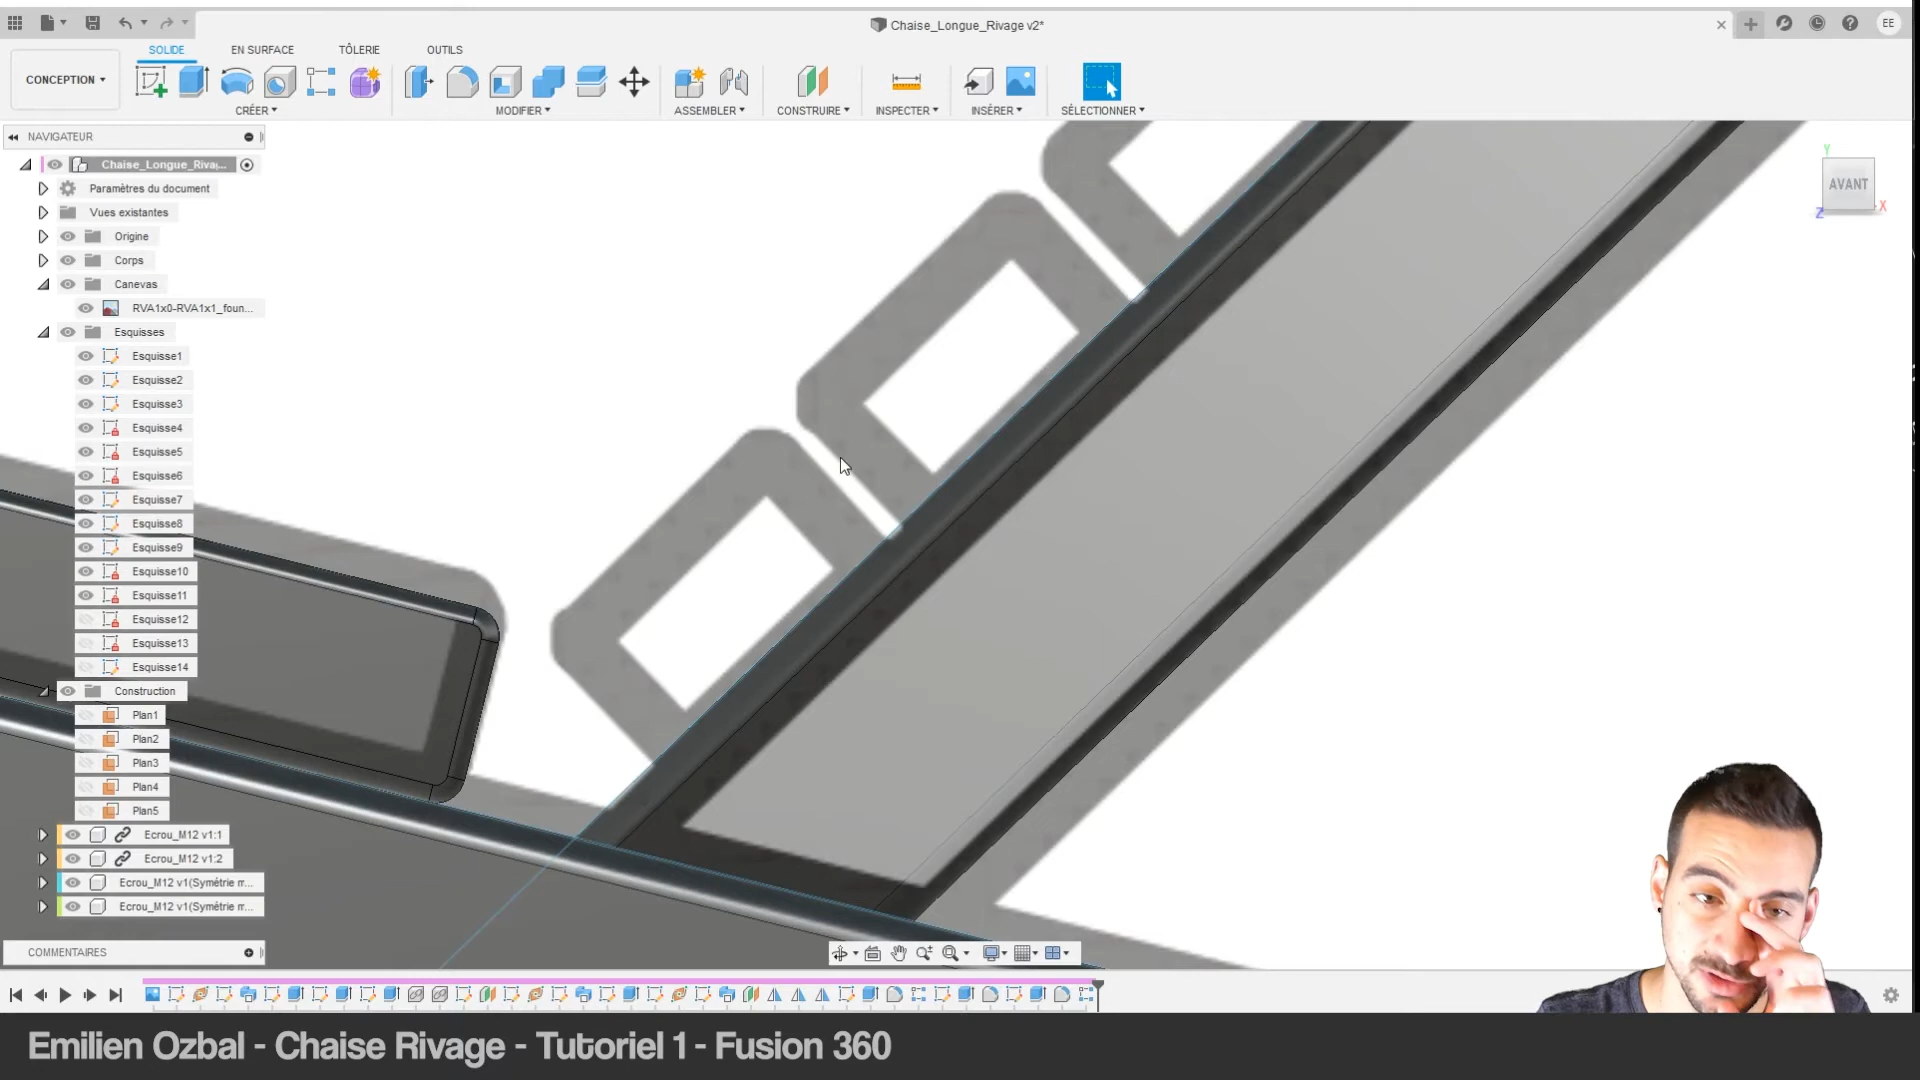 Chaise_Longue_Rivage v2*
EE
CONCEPTION
SOLIDE
EN SURFACE
TÔLERIE
OUTILS
CRÉER
MODIFIER
ASSEMBLER
CONSTRUIRE
INSPECTER
INSÉRER
SÉLECTIONNER
NAVIGATEUR
Chaise_Longue_Riva...
Paramètres du document
Vues existantes
Origine
Corps
Canevas
RVA1x0-RVA1x1_foun...
Esquisses
Esquisse1
Esquisse2
Esquisse3
Esquisse4
Esquisse5
Esquisse6
Esquisse7
Esquisse8
Esquisse9
Esquisse10
Esquisse11
Esquisse12
Esquisse13
Esquisse14
Construction
Plan1
Plan2
Plan3
Plan4
Plan5
Ecrou_M12 v1:1
Ecrou_M12 v1:2
Ecrou_M12 v1(Symétrie m...
Ecrou_M12 v1(Symétrie m...
COMMENTAIRES
Y
AVANT
Z
X
Emilien Ozbal - Chaise Rivage - Tutoriel 1 - Fusion 360